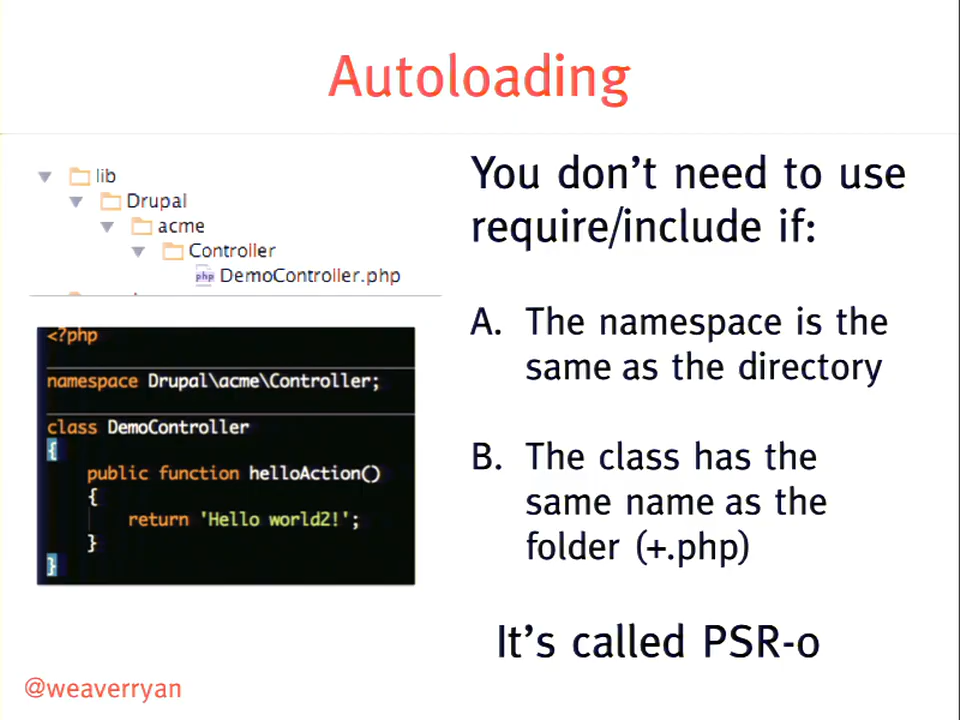 Autoloading
lib
Drupal
acme
Controller
php DemoController.php
<?php
namespace Drupal\acme\Controller;
class DemoController
{
public function helloAction()
{
return 'Hello world2!';
}
}
You don't need to use
require/include if:
A. The namespace is the
same as the directory
B. The class has the
same name as the
folder (+.php)
It's called PSR-0
@weaverryan